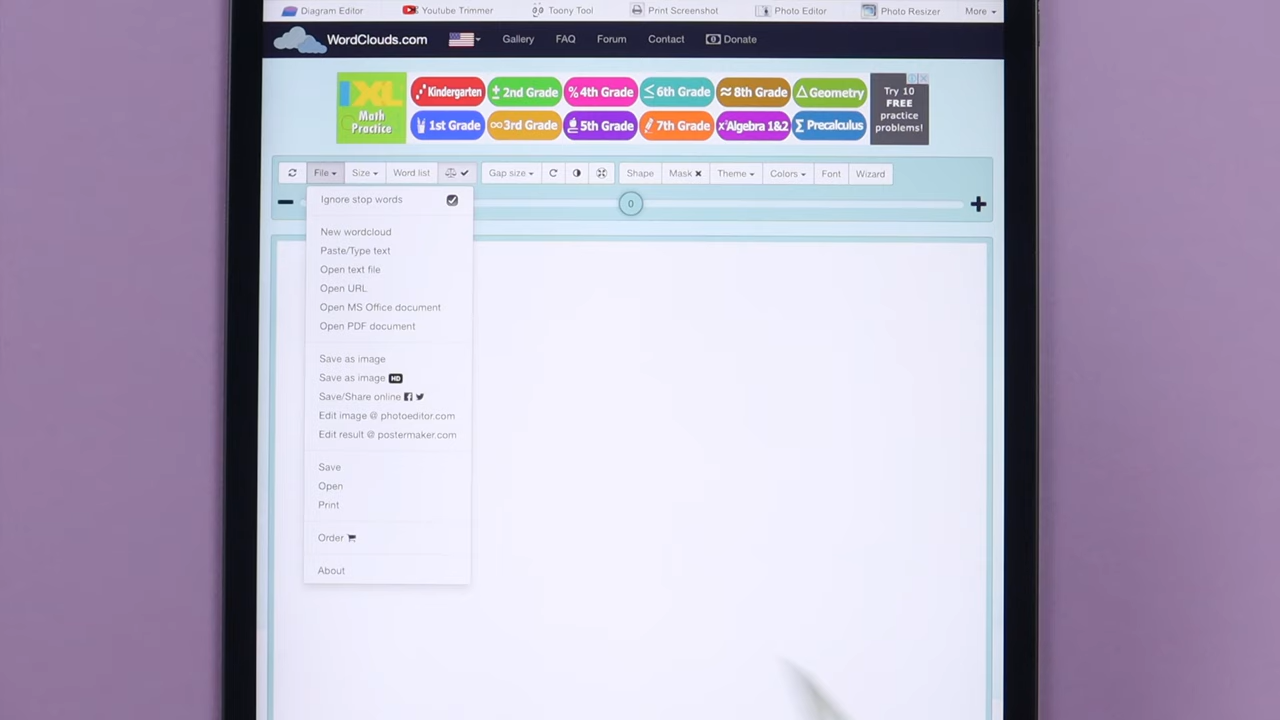 Diagram Editor Youtube Trimmer Toony Tool Print Screenshot Photo Editor Photo Resizer More
WordClouds.com Gallery FAQ Forum Contact Donate
IXL
Math
Practice
Kindergarten 2nd Grade 4th Grade 6th Grade 8th Grade Geometry
1st Grade 3rd Grade 5th Grade 7th Grade Algebra 1&2 Precalculus
Try 10
FREE
practice
problems!
File Size Word list Gap size Shape Mask Theme Colors Font Wizard
0
Ignore stop words
New wordcloud
Paste/Type text
Open text file
Open URL
Open MS Office document
Open PDF document
Save as image
Save as image HD
Save/Share online
Edit image @ photoeditor.com
Edit result @ postermaker.com
Save
Open
Print
Order
About